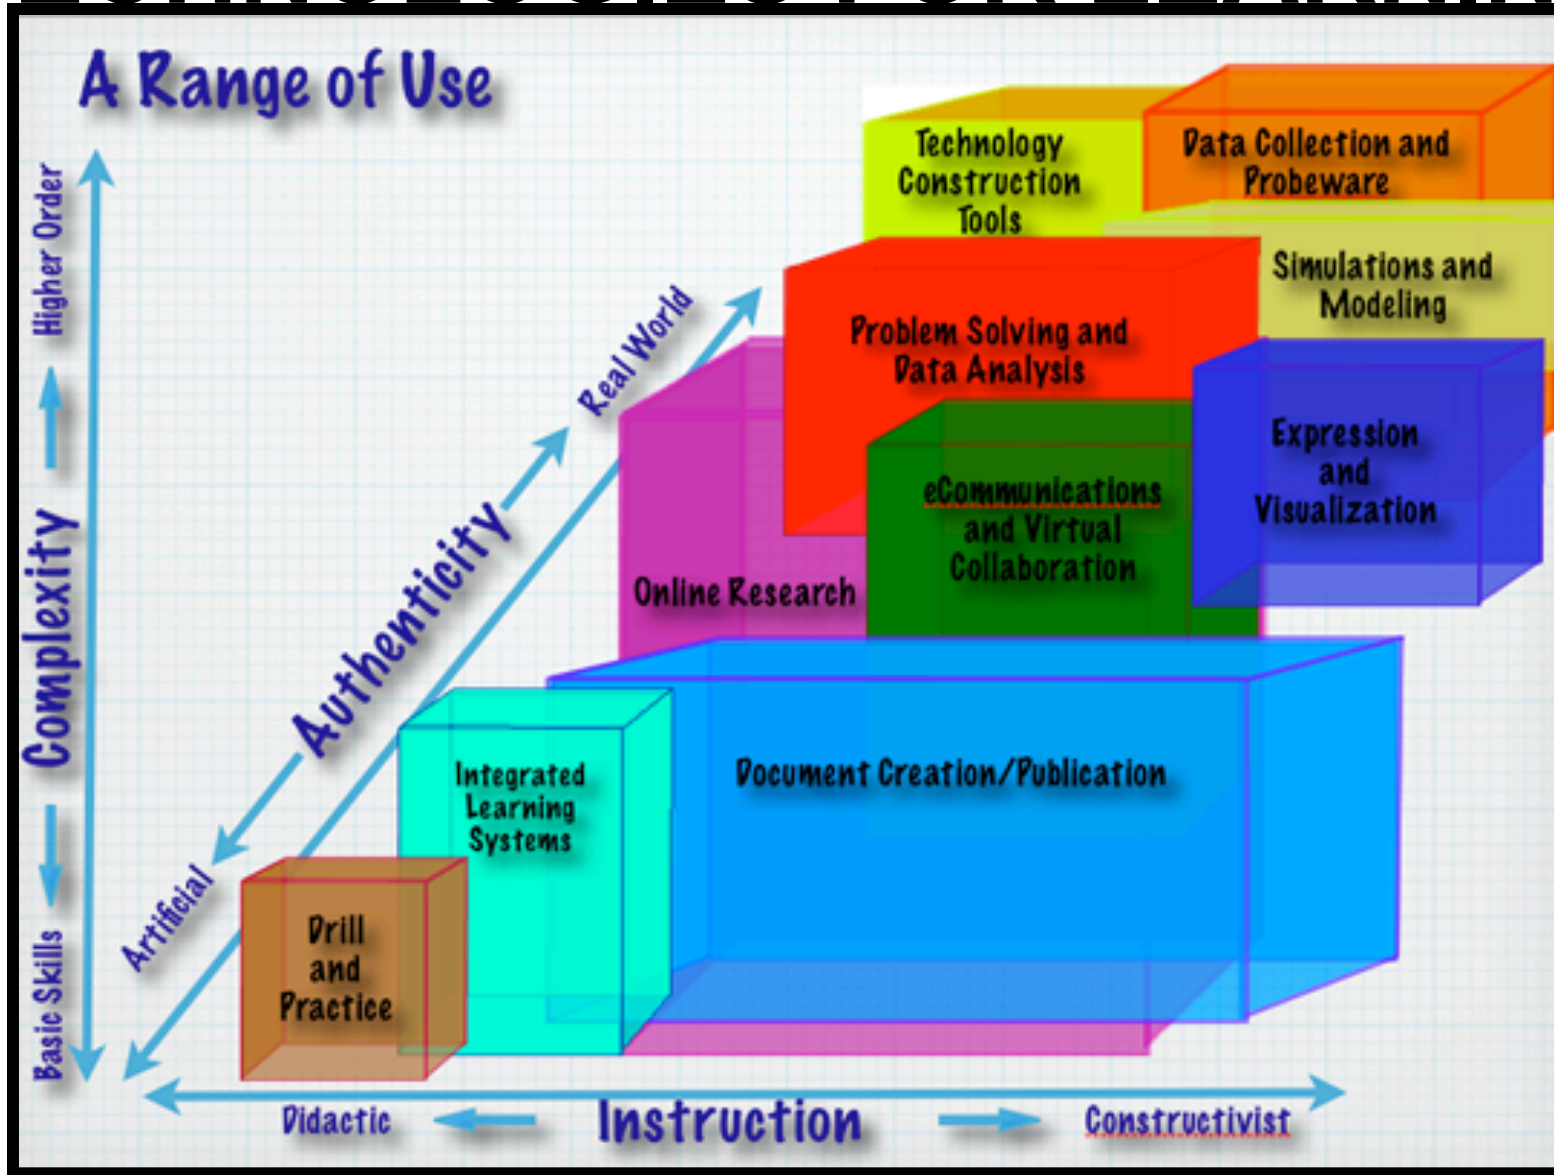 A Range of Use
Technology
Construction
Tools
Data Collection and
Probeware
Simulations and
Modeling
Problem Solving and
Data Analysis
Expression
and
Visualization
eCommunications
and Virtual
Collaboration
Online Research
Document Creation/Publication
Integrated
Learning
Systems
Drill
and
Practice
Higher Order
Complexity
Basic Skills
Real World
Authenticity
Artificial
Didactic
Instruction
Constructivist